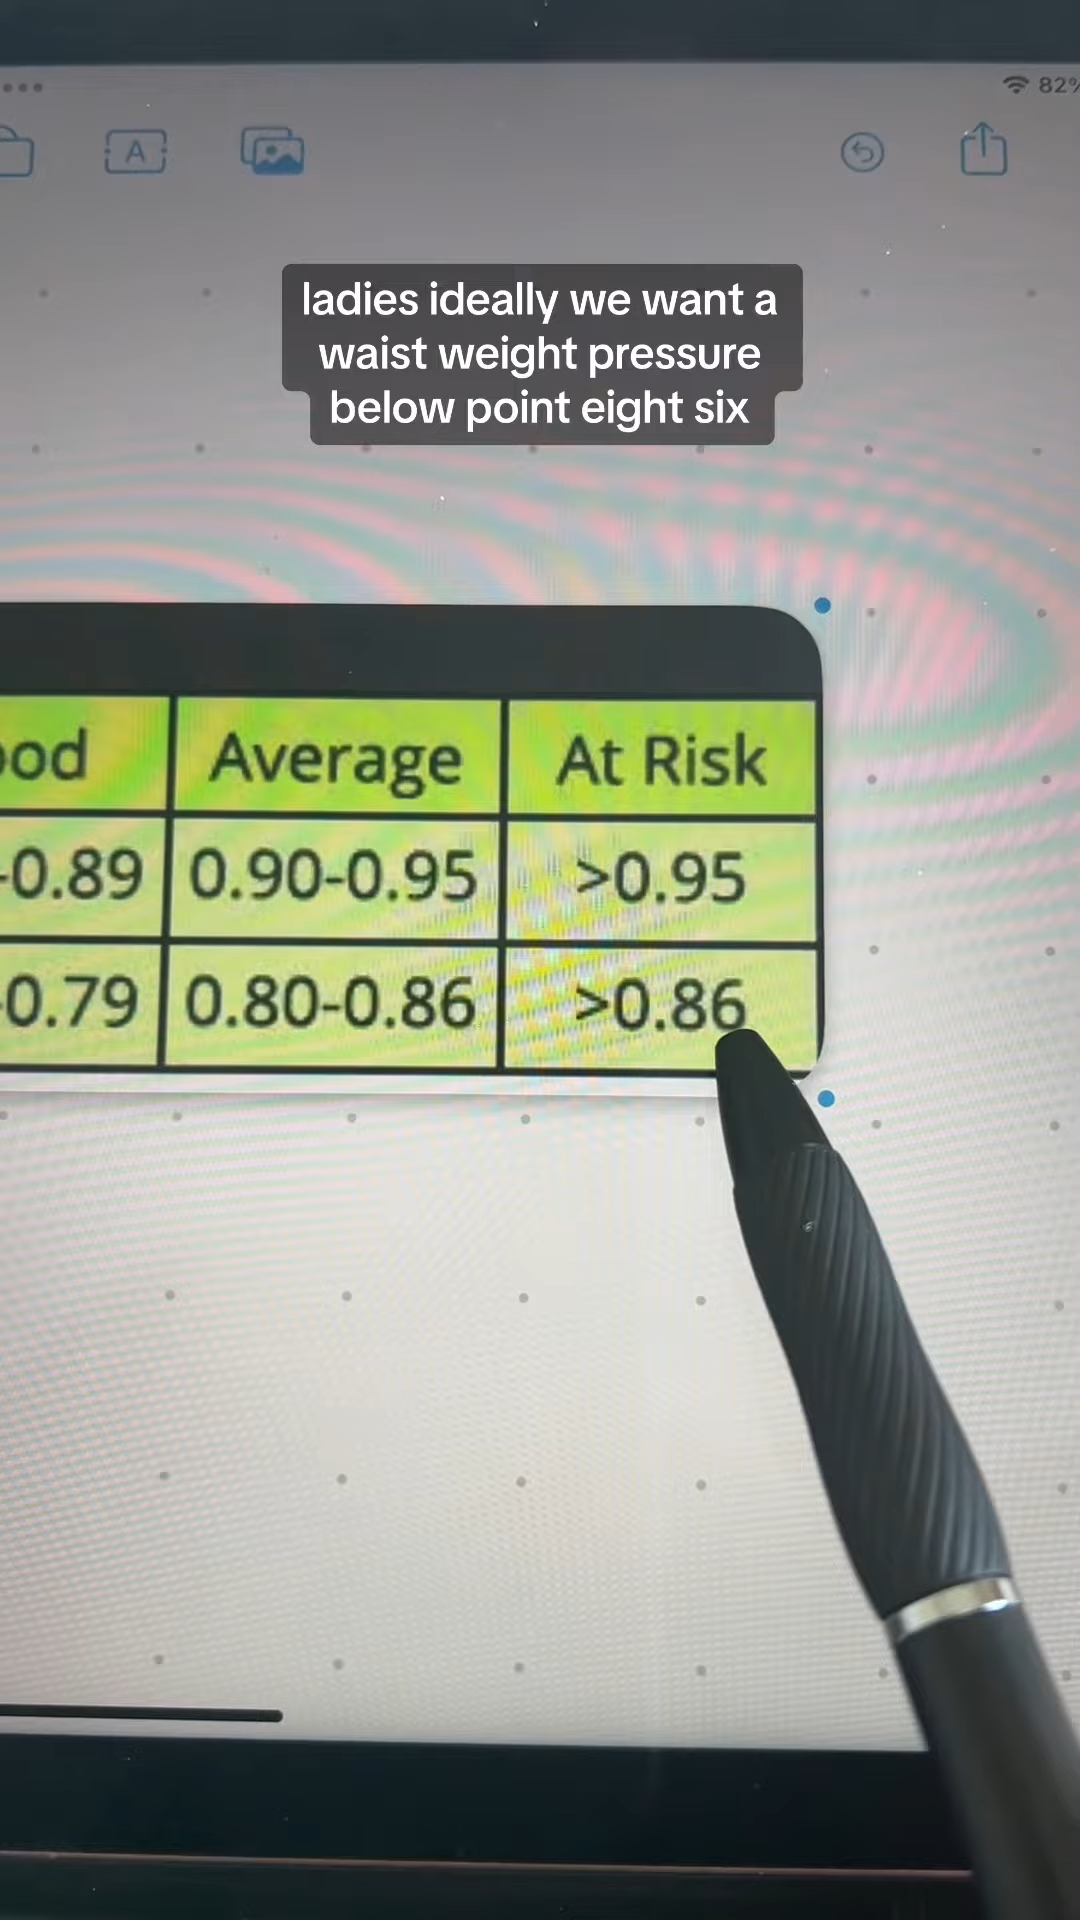 82%
A
ladies ideally we want a
waist weight pressure
below point eight six
ood Average At Risk
-0.89 0.90-0.95 >0.95
-0.79 0.80-0.86 >0.86